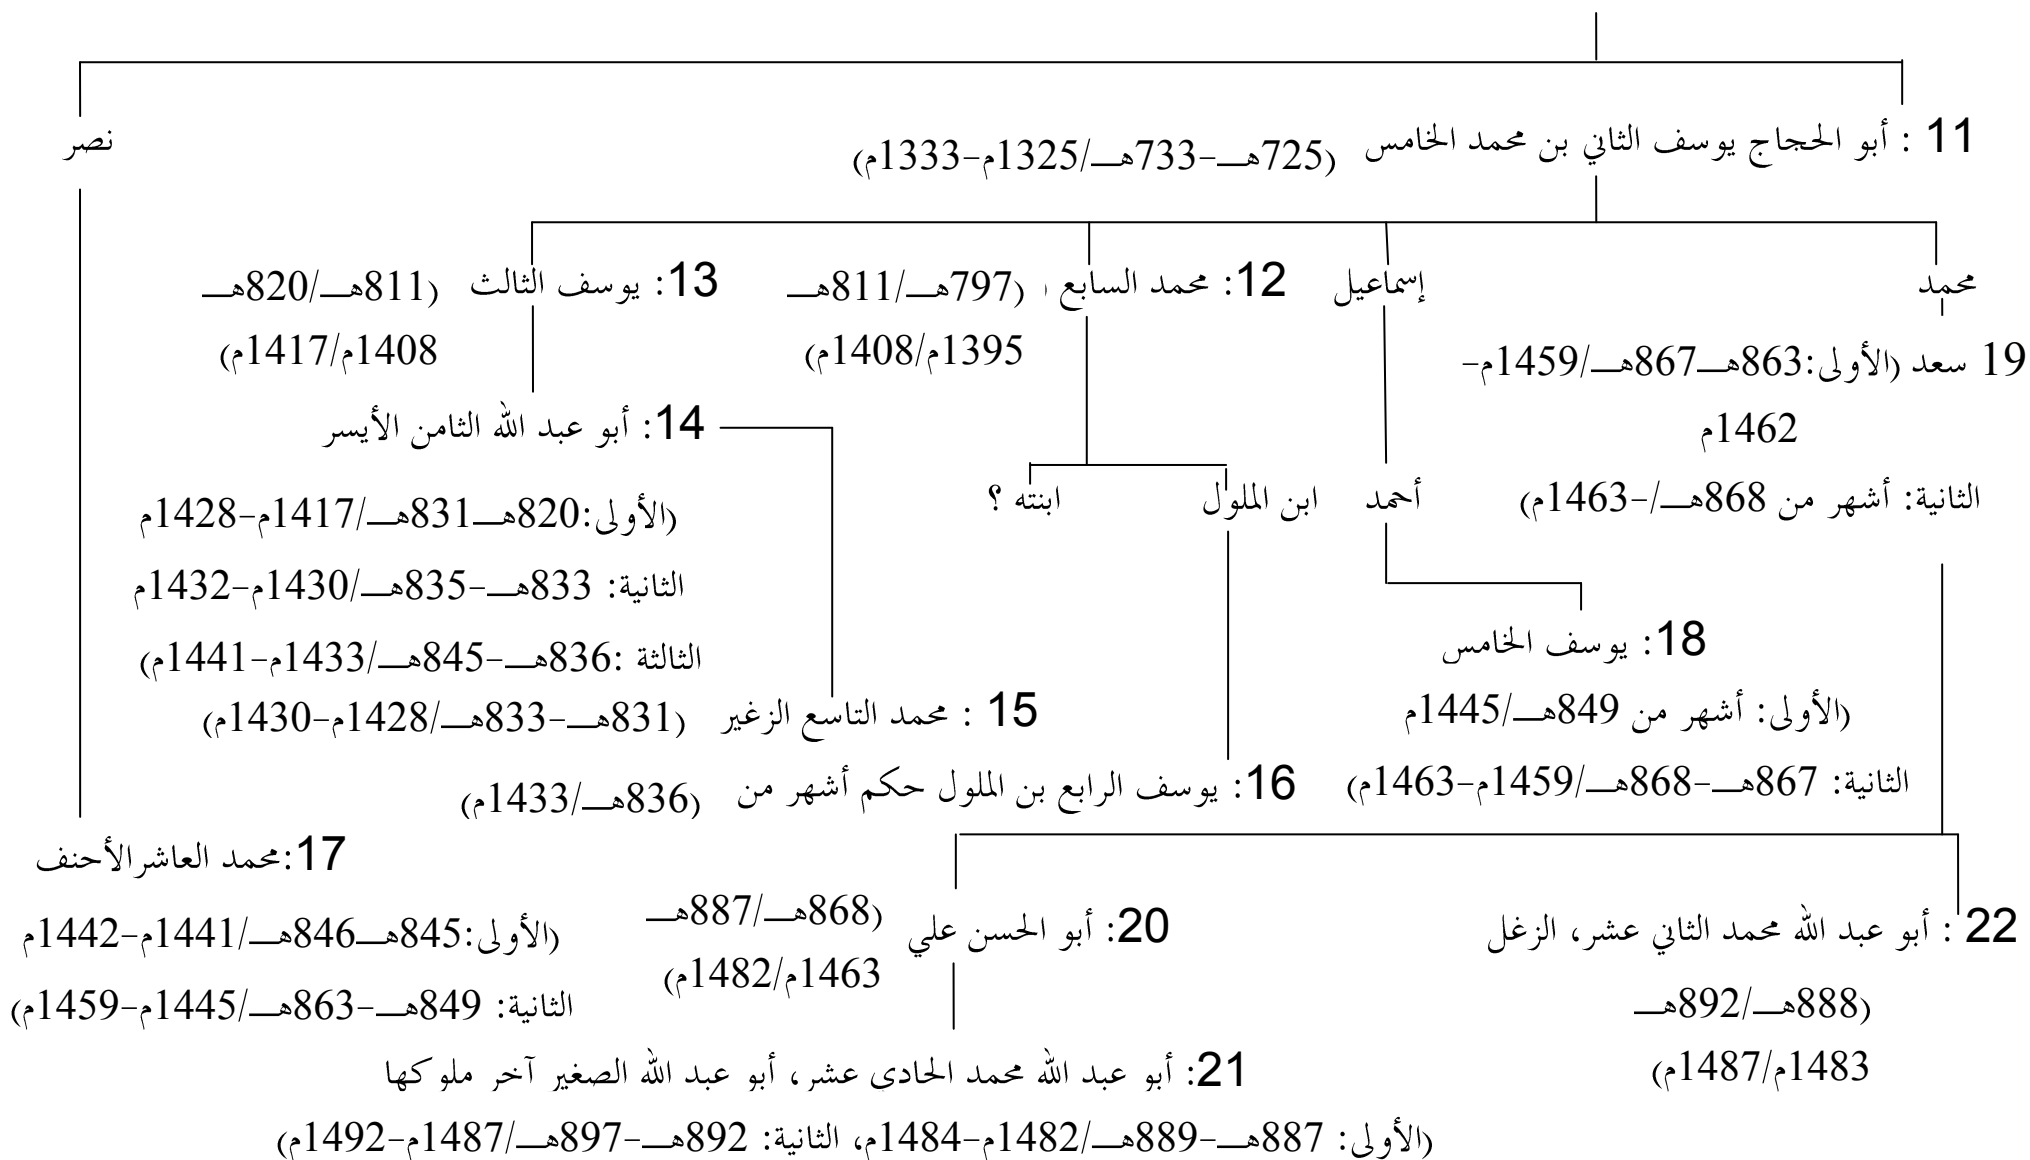 11 : أبو الحجاج يوسف الثاني بن محمد الخامس (725هـ-733هـ/1325م-1333م)
نصر
محمد
إسماعيل
12: محمد السابع (797هـ/811هـ
1395م/1408م)
13: يوسف الثالث (811هـ/820هـ
1408م/1417م)
19 سعد (الأولى:863هـ867هـ/1459م-
1462م
الثانية: أشهر من 868هـ/-1463م)
14: أبو عبد الله الثامن الأيسر
(الأولى:820هـ831هـ/1417م-1428م
الثانية: 833هـ-835هـ/1430م-1432م
الثالثة :836هـ-845هـ/1433م-1441م)
أحمد
ابن الملول
ابنته ؟
18: يوسف الخامس
(الأولى: أشهر من 849هـ/1445م
الثانية: 867هـ-868هـ/1459م-1463م)
15 : محمد التاسع الزغير (831هـ-833هـ/1428م-1430م)
16: يوسف الرابع بن الملول حكم أشهر من (836هـ/1433م)
17:محمد العاشرالأحنف
(الأولى:845هـ846هـ/1441م-1442م
الثانية: 849هـ-863هـ/1445م-1459م)
22 : أبو عبد الله محمد الثاني عشر، الزغل
(888هـ/892هـ
1483م/1487م)
20: أبو الحسن علي (868هـ/887هـ
1463م/1482م)
21: أبو عبد الله محمد الحادى عشر، أبو عبد الله الصغير آخر ملوكها
(الأولى: 887هـ-889هـ/1482م-1484م، الثانية: 892هـ-897هـ/1487م-1492م)